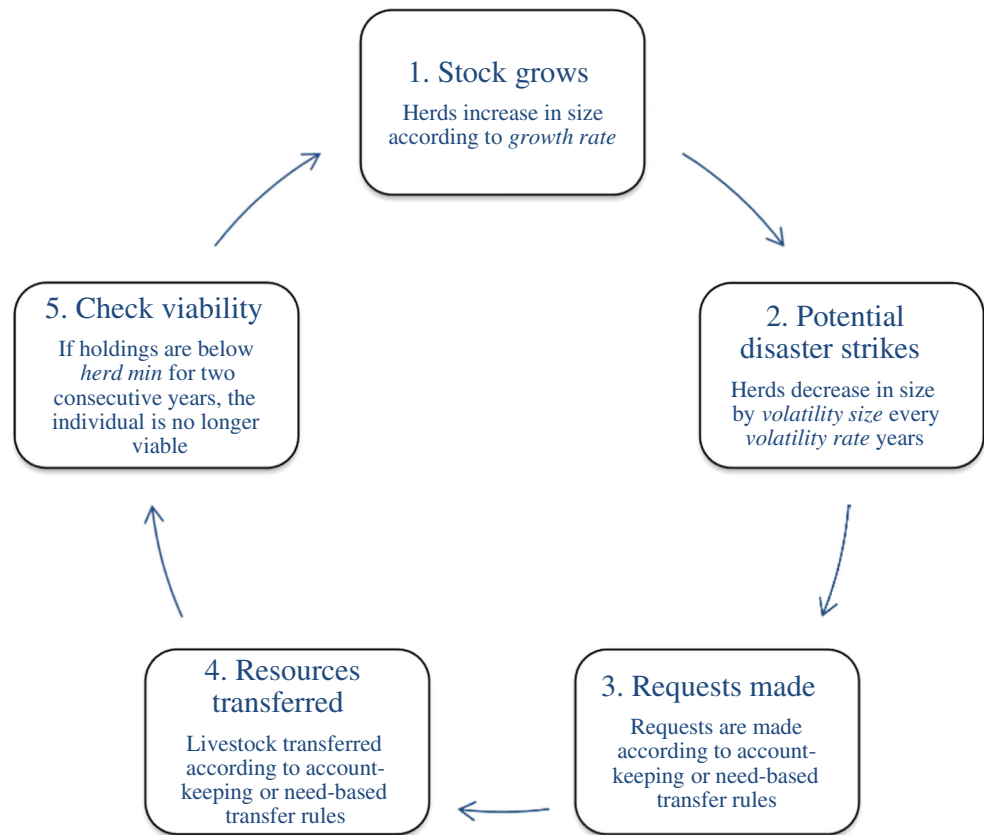 1. Stock grows
Herds increase in size
according to growth rate
2. Potential
disaster strikes
Herds decrease in size
by volatility size every
volatility rate years
3. Requests made
Requests are made
according to account-
keeping or need-based
transfer rules
4. Resources
transferred
Livestock transferred
according to account-
keeping or need-based
transfer rules
5. Check viability
If holdings are below
herd min for two
consecutive years, the
individual is no longer
viable